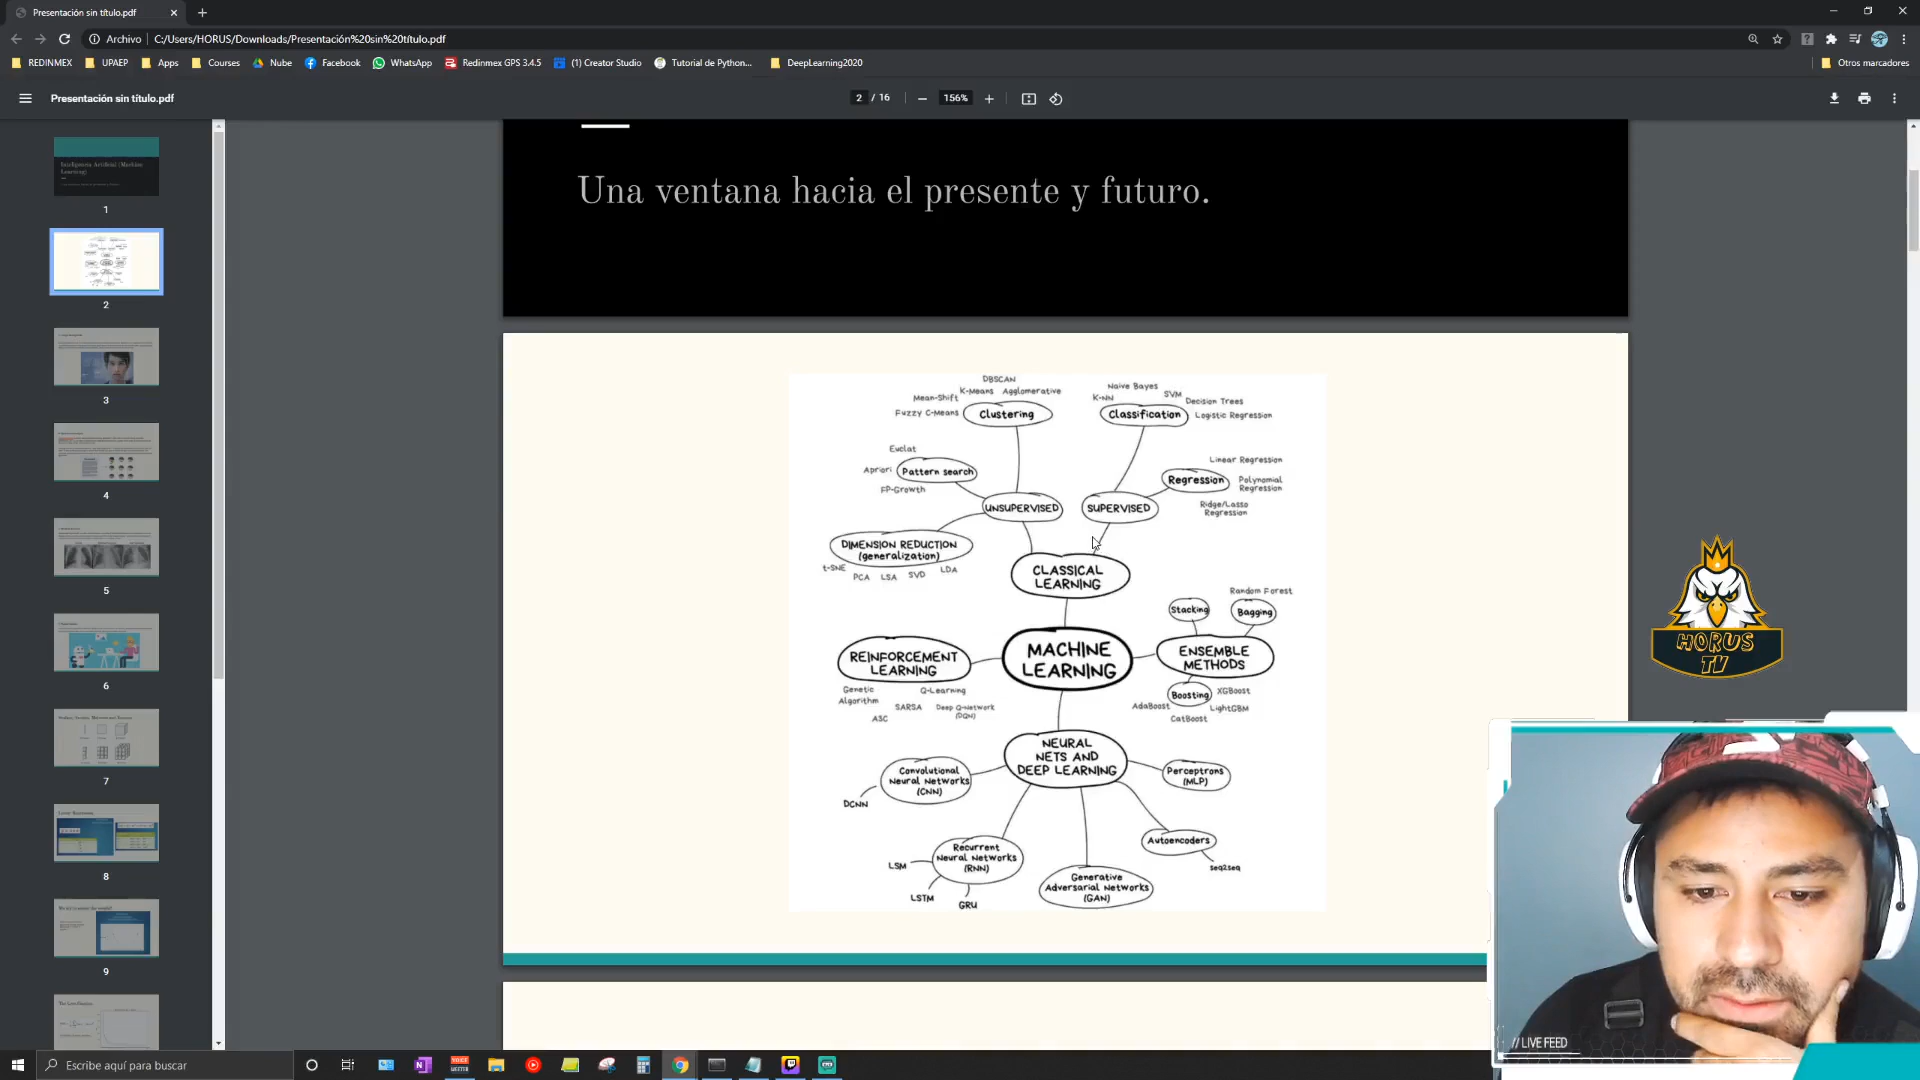 Presentación sin título.pdf
Archivo
C:/Users/HORUS/Downloads/Presentación%20sin%20título.pdf
REDINMEX
UPAEP
Apps
Courses
Nube
Facebook
WhatsApp
Redinmex GPS 3.4.5
(1) Creator Studio
Tutorial de Python...
DeepLearning2020
Otros marcadores
Presentación sin título.pdf
2 / 16
156%
1
2
3
4
5
6
7
8
9
Una ventana hacia el presente y futuro.
DBSCAN
K-Means Agglomerative
Mean-Shift
Fuzzy C-Means
Clustering
Naive Bayes
K-NN
SVM
Decision Trees
Logistic Regression
Classification
Euclat
Apriori
Pattern search
FP-Growth
Linear Regression
Regression
Polynomial
Regression
Ridge/Lasso
Regression
UNSUPERVISED
SUPERVISED
DIMENSION REDUCTION
(generalization)
t-SNE
PCA
LSA
SVD
LDA
CLASSICAL
LEARNING
Random Forest
Stacking
Bagging
REINFORCEMENT
LEARNING
MACHINE
LEARNING
ENSEMBLE
METHODS
Genetic
Algorithm
Q-Learning
SARSA
Deep Q-Network
(DQN)
A3C
Boosting
XGBoost
AdaBoost
LightGBM
CatBoost
NEURAL
NETS AND
DEEP LEARNING
Convolutional
Neural Networks
(CNN)
DCNN
Perceptrons
(MLP)
Recurrent
Neural Networks
(RNN)
LSM
LSTM
GRU
Generative
Adversarial Networks
(GAN)
Autoencoders
seq2seq
HORUS
TV
// LIVE FEED
Escribe aquí para buscar